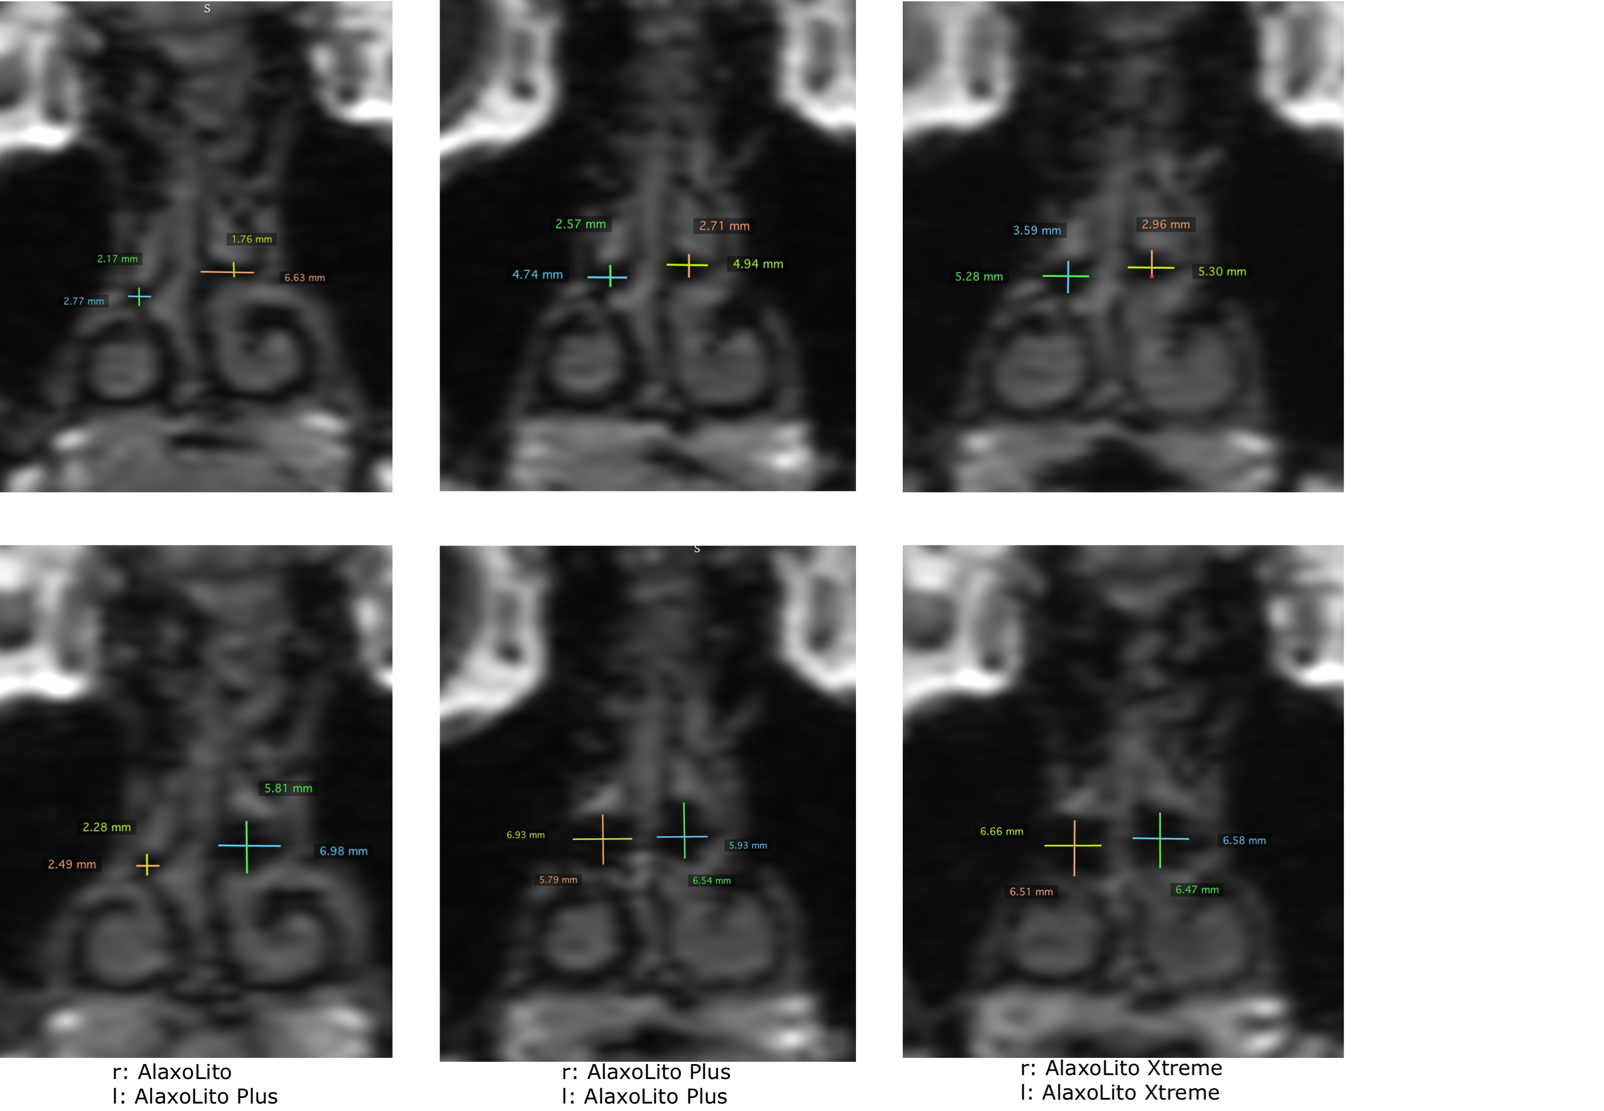 S
1.76 mm
2.17 mm
6.63 mm
2.77 mm
2.57 mm
2.71 mm
4.74 mm
4.94 mm
3.59 mm
2.96 mm
5.28 mm
5.30 mm
5.81 mm
2.28 mm
6.98 mm
2.49 mm
S
6.93 mm
5.93 mm
5.79 mm
6.54 mm
6.66 mm
6.58 mm
6.51 mm
6.47 mm
r: AlaxoLito
l: AlaxoLito Plus
r: AlaxoLito Plus
l: AlaxoLito Plus
r: AlaxoLito Xtreme
l: AlaxoLito Xtreme